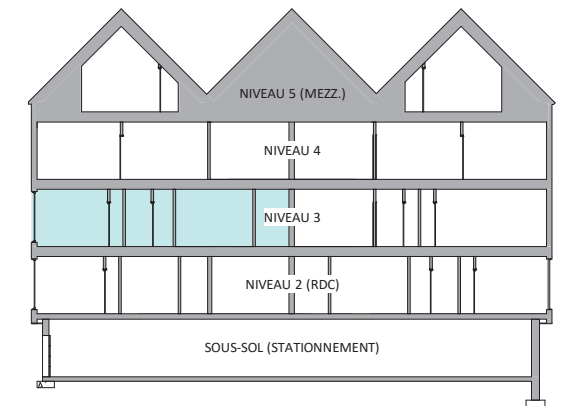 NIVEAU 5 (MEZZ.)
NIVEAU 4
NIVEAU 3
NIVEAU 2 (RDC)
SOUS-SOL (STATIONNEMENT)